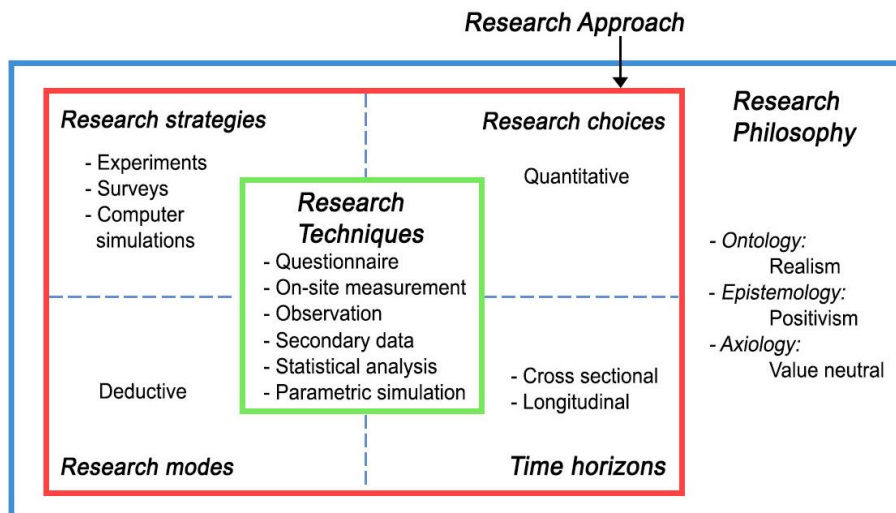 Research Approach
Research strategies
- Experiments
- Surveys
- Computer
simulations
Research choices
Quantitative
Research
Techniques
- Questionnaire
- On-site measurement
- Observation
- Secondary data
- Statistical analysis
- Parametric simulation
Deductive
Research modes
- Cross sectional
- Longitudinal
Time horizons
Research
Philosophy
- Ontology:
Realism
- Epistemology:
Positivism
- Axiology:
Value neutral